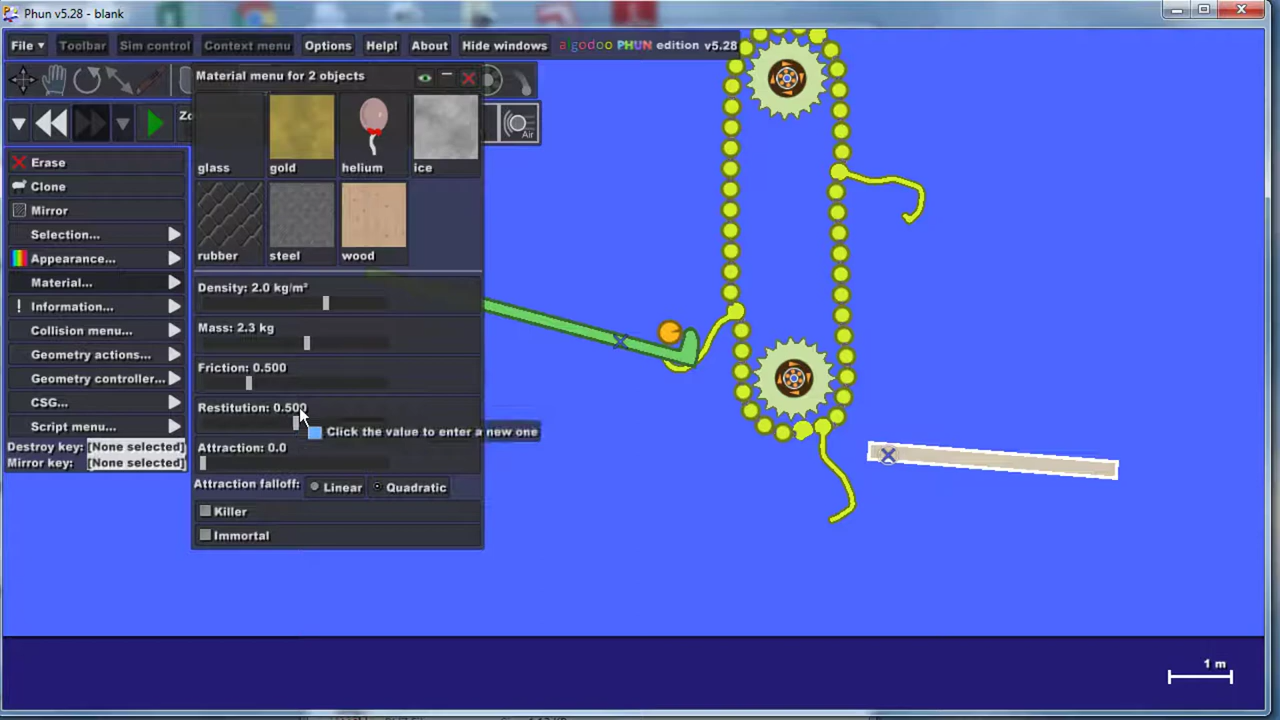 Phun v5.28 - blank
File Toolbar Sim control Context menu Options Help! About Hide windows algodoo PHUN edition v5.28
Material menu for 2 objects
Air
glass gold helium ice
rubber steel wood
Erase
Clone
Mirror
Selection...
Appearance...
Material...
Information...
Collision menu...
Geometry actions...
Geometry controller...
CSG...
Script menu...
Destroy key: [None selected]
Mirror key: [None selected]
Density: 2.0 kg/m²
Mass: 2.3 kg
Friction: 0.500
Restitution: 0.500
Click the value to enter a new one
Attraction: 0.0
Attraction falloff: Linear Quadratic
Killer
Immortal
1 m